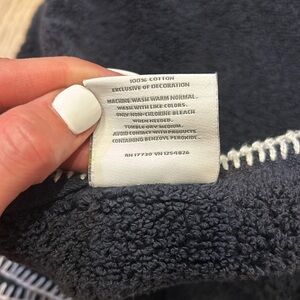 100% COTTON
EXCLUSIVE OF DECORATION
MACHINE WASH WARM NORMAL.
WASH WITH LIKE COLORS.
ONLY NON-CHLORINE BLEACH
WHEN NEEDED.
TUMBLE DRY MEDIUM.
AVOID CONTACT WITH PRODUCTS
CONTAINING BENZOYL PEROXIDE.
RN 17730 VN 1254826